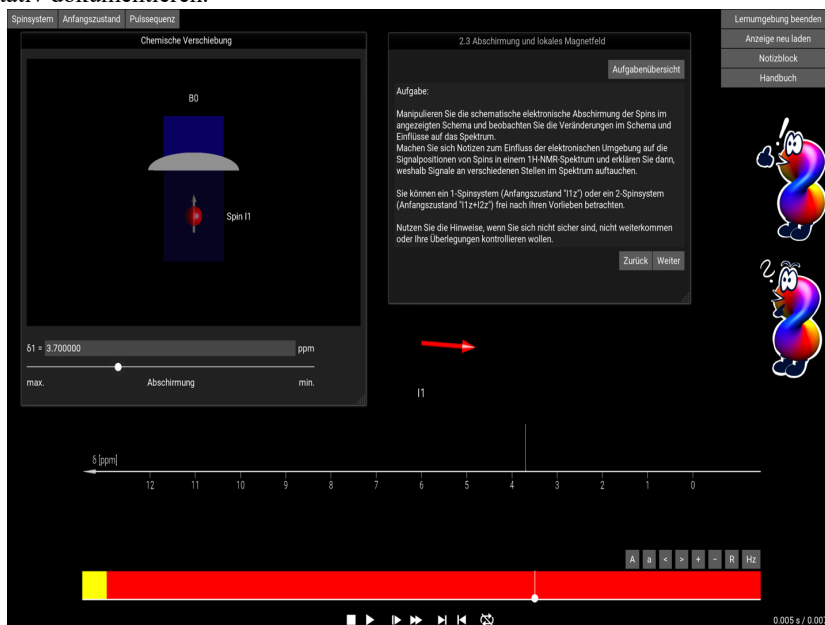 Spinsystem Anfangszustand Pulssequenz
Lernumgebung beenden
Anzeige neu laden
Notizblock
Handbuch
Chemische Verschiebung
B0
Spin I1
δ1 = 3.700000 ppm
max. Abschirmung min.
2.3 Abschirmung und lokales Magnetfeld
Aufgabenübersicht
Aufgabe:
Manipulieren Sie die schematische elektronische Abschirmung der Spins im
angezeigten Schema und beobachten Sie die Veränderungen im Schema und
Einflüsse auf das Spektrum.
Machen Sie sich Notizen zum Einfluss der elektronischen Umgebung auf die
Signalpositionen von Spins in einem 1H-NMR-Spektrum und erklären Sie dann,
weshalb Signale an verschiedenen Stellen im Spektrum auftauchen.
Sie können ein 1-Spinsystem (Anfangszustand "I1z") oder ein 2-Spinsystem
(Anfangszustand "I1z+I2z") frei nach Ihren Vorlieben betrachten.
Nutzen Sie die Hinweise, wenn Sie sich nicht sicher sind, nicht weiterkommen
oder Ihre Überlegungen kontrollieren wollen.
Zurück Weiter
I1
δ [ppm]
12 11 10 9 8 7 6 5 4 3 2 1 0
A a < > + - R Hz